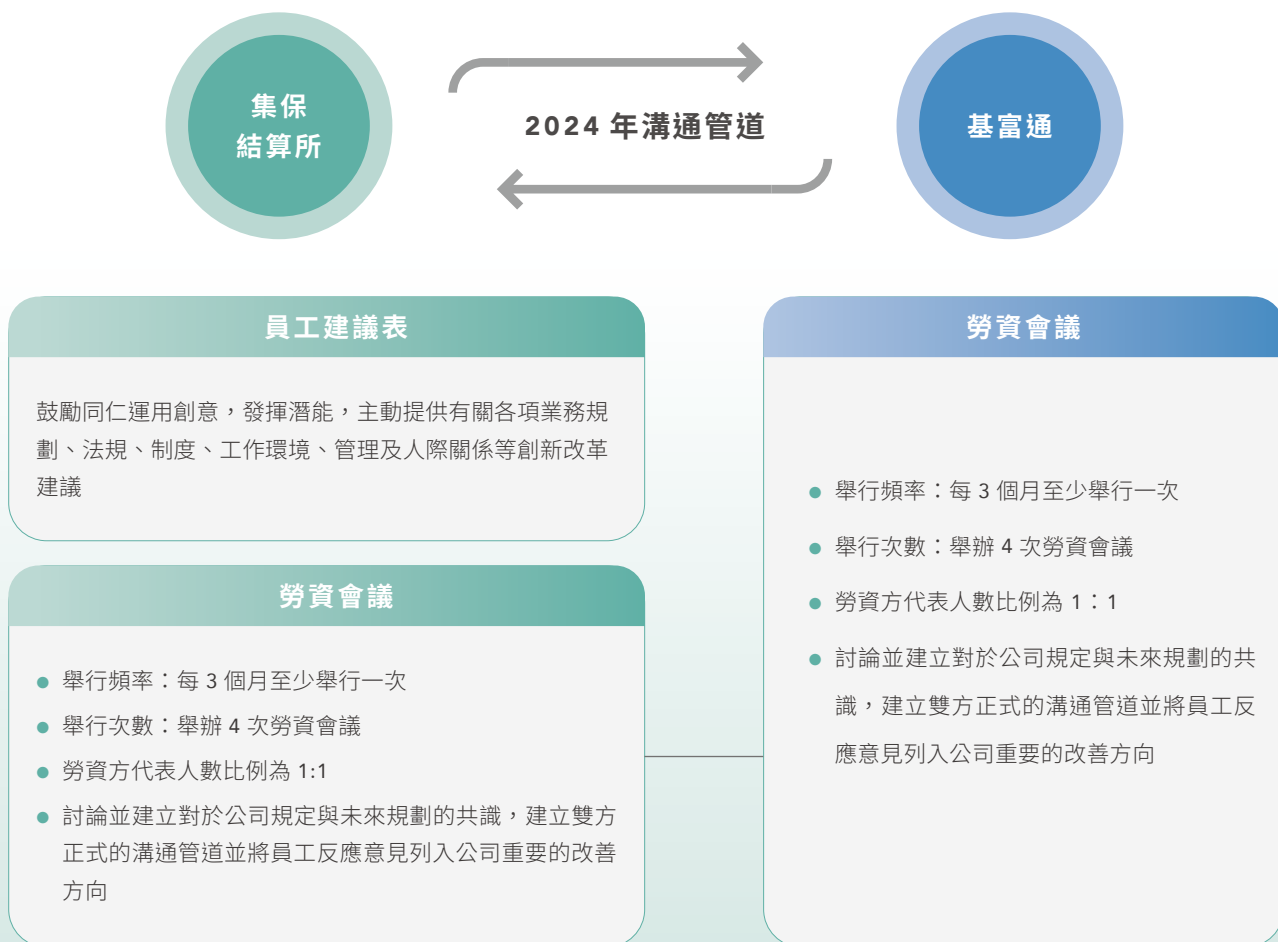 集保
結算所
2024 年溝通管道
基富通
員工建議表
鼓勵同仁運用創意，發揮潛能，主動提供有關各項業務規
劃、法規、制度、工作環境、管理及人際關係等創新改革
建議
勞資會議
● 舉行頻率：每 3 個月至少舉行一次
● 舉行次數：舉辦 4 次勞資會議
● 勞資方代表人數比例為 1:1
● 討論並建立對於公司規定與未來規劃的共識，建立雙方
正式的溝通管道並將員工反應意見列入公司重要的改善
方向
勞資會議
● 舉行頻率：每 3 個月至少舉行一次
● 舉行次數：舉辦 4 次勞資會議
● 勞資方代表人數比例為 1：1
● 討論並建立對於公司規定與未來規劃的共
識，建立雙方正式的溝通管道並將員工反
應意見列入公司重要的改善方向